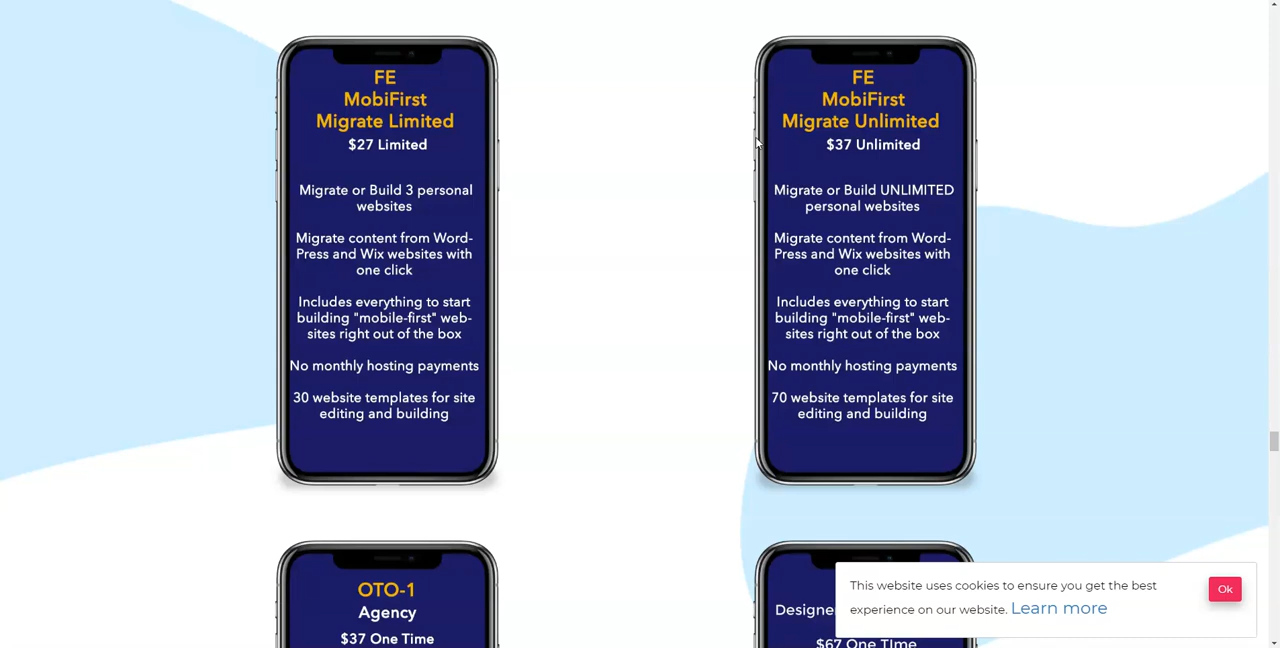 FE
MobiFirst
Migrate Limited
$27 Limited
Migrate or Build 3 personal
websites
Migrate content from Word-
Press and Wix websites with
one click
Includes everything to start
building "mobile-first" web-
sites right out of the box
No monthly hosting payments
30 website templates for site
editing and building
FE
MobiFirst
Migrate Unlimited
$37 Unlimited
Migrate or Build UNLIMITED
personal websites
Migrate content from Word-
Press and Wix websites with
one click
Includes everything to start
building "mobile-first" web-
sites right out of the box
No monthly hosting payments
70 website templates for site
editing and building
OTO-1
Agency
$37 One Time
Designer
$67 One TIme
This website uses cookies to ensure you get the best
experience on our website. Learn more
Ok